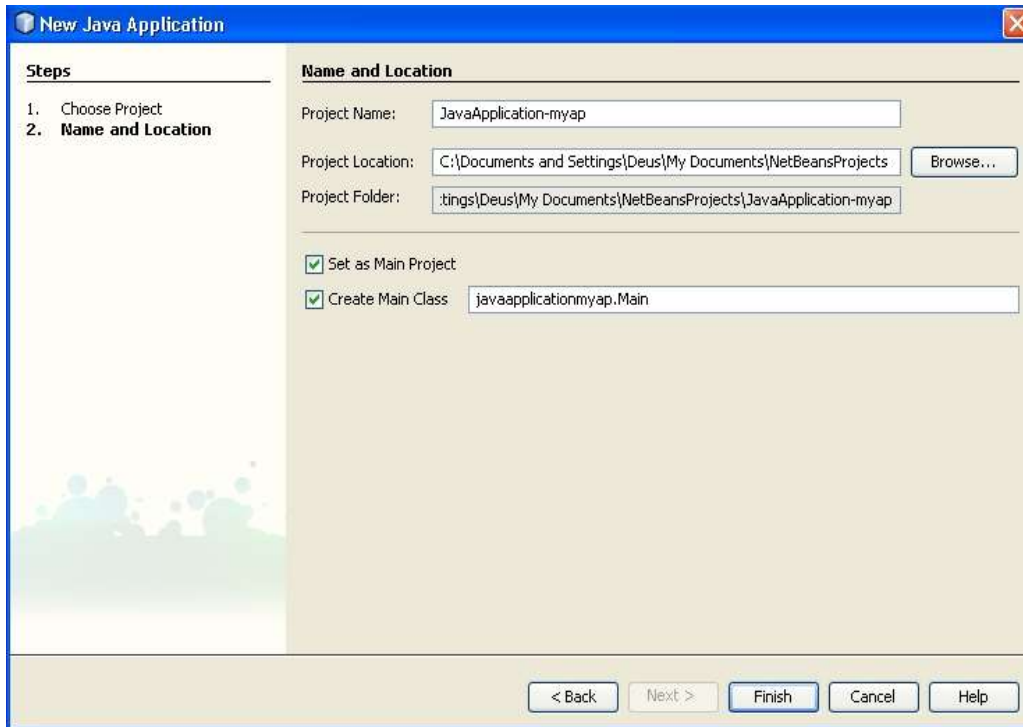 New Java Application
Steps
1. Choose Project
2. Name and Location
Name and Location
Project Name: JavaApplication-myap
Project Location: C:\Documents and Settings\Deus\My Documents\NetBeansProjects Browse...
Project Folder: :tings\Deus\My Documents\NetBeansProjects\JavaApplication-myap
Set as Main Project
Create Main Class javaapplicationmyap.Main
< Back Next > Finish Cancel Help